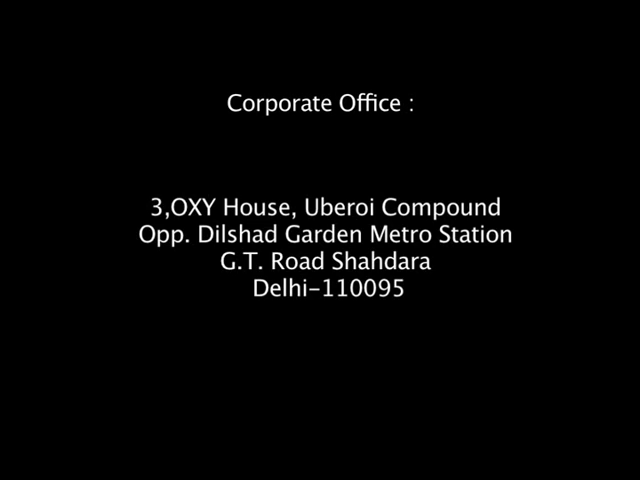 Corporate Office :
3,OXY House, Uberoi Compound
Opp. Dilshad Garden Metro Station
G.T. Road Shahdara
Delhi-110095